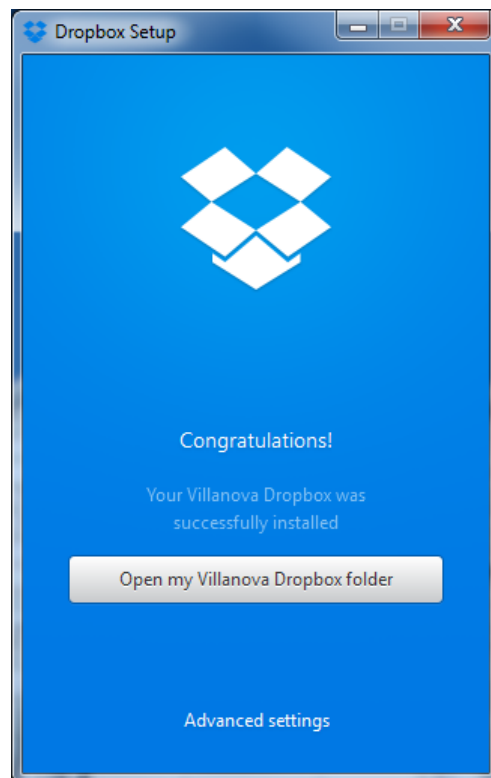 Dropbox Setup
Congratulations!
Your Villanova Dropbox was
successfully installed
Open my Villanova Dropbox folder
Advanced settings